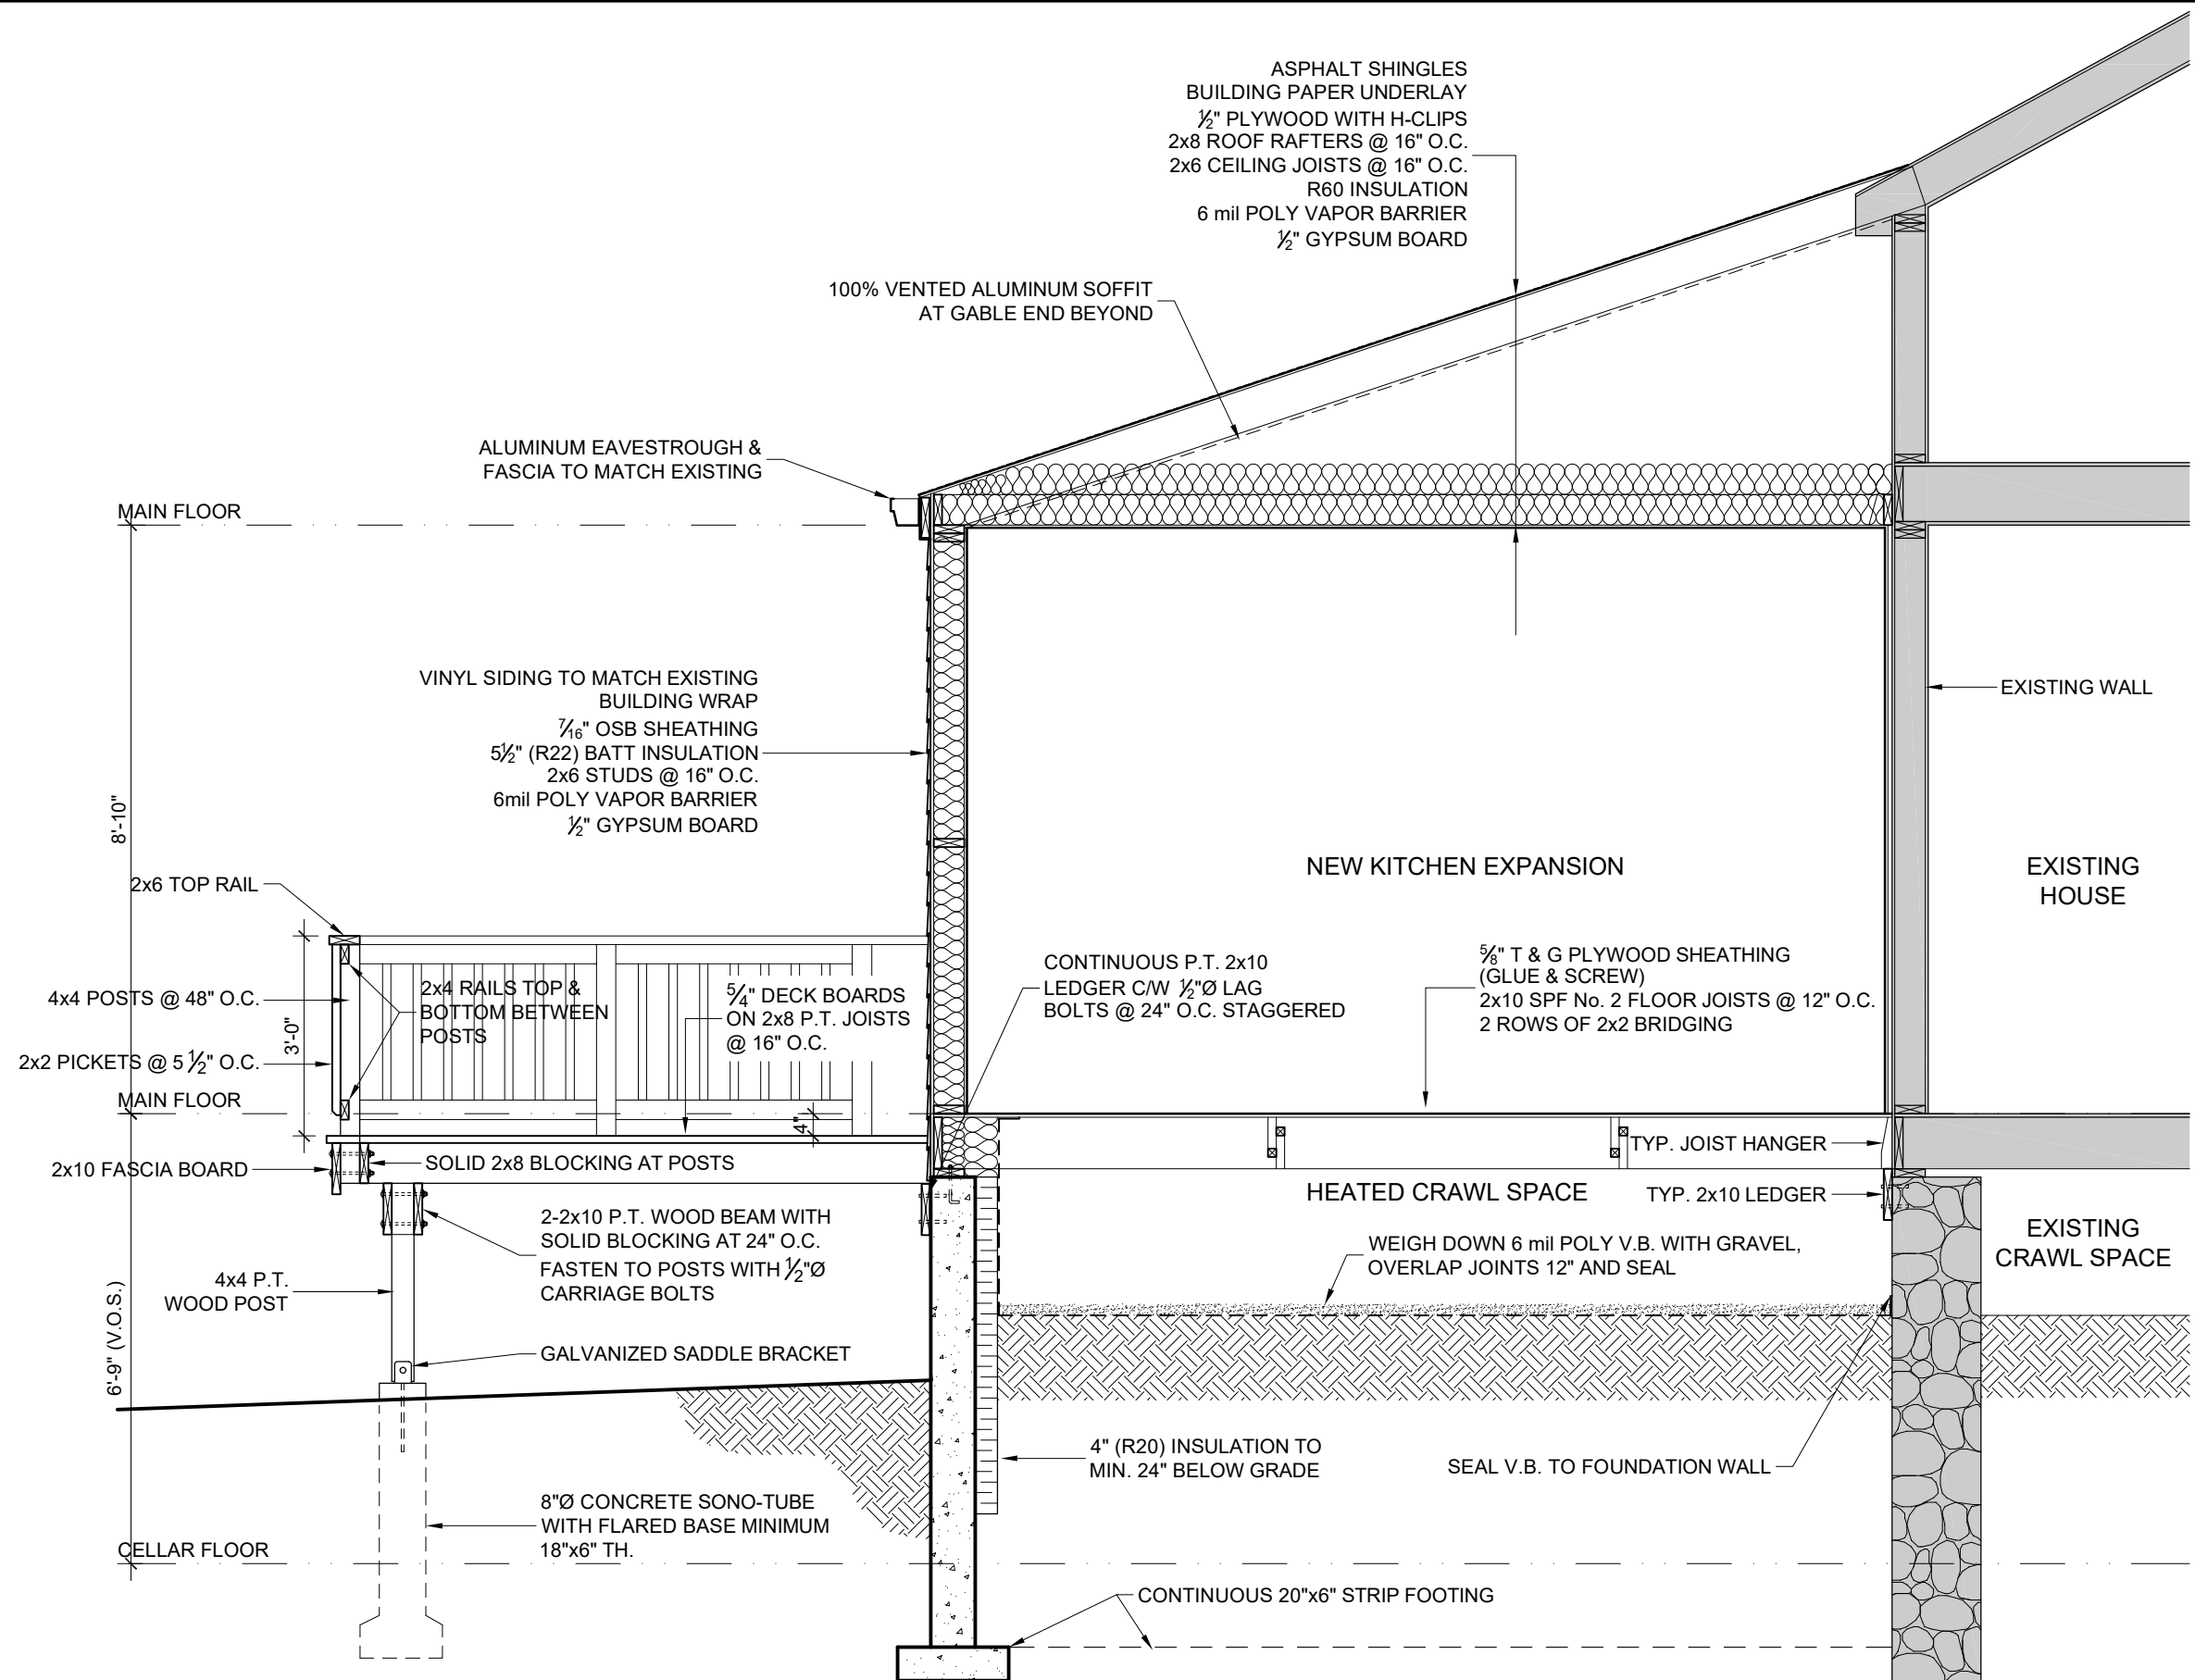 ASPHALT SHINGLES
BUILDING PAPER UNDERLAY
½" PLYWOOD WITH H-CLIPS
2x8 ROOF RAFTERS @ 16" O.C.
2x6 CEILING JOISTS @ 16" O.C.
R60 INSULATION
6 mil POLY VAPOR BARRIER
½" GYPSUM BOARD
100% VENTED ALUMINUM SOFFIT
AT GABLE END BEYOND
ALUMINUM EAVESTROUGH &
FASCIA TO MATCH EXISTING
MAIN FLOOR
VINYL SIDING TO MATCH EXISTING
BUILDING WRAP
7⁄16" OSB SHEATHING
5½" (R22) BATT INSULATION
2x6 STUDS @ 16" O.C.
6mil POLY VAPOR BARRIER
½" GYPSUM BOARD
EXISTING WALL
8'-10"
NEW KITCHEN EXPANSION
EXISTING
HOUSE
2x6 TOP RAIL
4x4 POSTS @ 48" O.C.
2x2 PICKETS @ 5 ½" O.C.
3'-0"
2x4 RAILS TOP &
BOTTOM BETWEEN
POSTS
5⁄4" DECK BOARDS
ON 2x8 P.T. JOISTS
@ 16" O.C.
CONTINUOUS P.T. 2x10
LEDGER C/W ½"Ø LAG
BOLTS @ 24" O.C. STAGGERED
⅝" T & G PLYWOOD SHEATHING
(GLUE & SCREW)
2x10 SPF No. 2 FLOOR JOISTS @ 12" O.C.
2 ROWS OF 2x2 BRIDGING
MAIN FLOOR
4"
2x10 FASCIA BOARD
SOLID 2x8 BLOCKING AT POSTS
TYP. JOIST HANGER
HEATED CRAWL SPACE
TYP. 2x10 LEDGER
2-2x10 P.T. WOOD BEAM WITH
SOLID BLOCKING AT 24" O.C.
FASTEN TO POSTS WITH ½"Ø
CARRIAGE BOLTS
WEIGH DOWN 6 mil POLY V.B. WITH GRAVEL,
OVERLAP JOINTS 12" AND SEAL
EXISTING
CRAWL SPACE
4x4 P.T.
WOOD POST
6'-9" (V.O.S.)
GALVANIZED SADDLE BRACKET
4" (R20) INSULATION TO
MIN. 24" BELOW GRADE
SEAL V.B. TO FOUNDATION WALL
8"Ø CONCRETE SONO-TUBE
WITH FLARED BASE MINIMUM
18"x6" TH.
CELLAR FLOOR
CONTINUOUS 20"x6" STRIP FOOTING